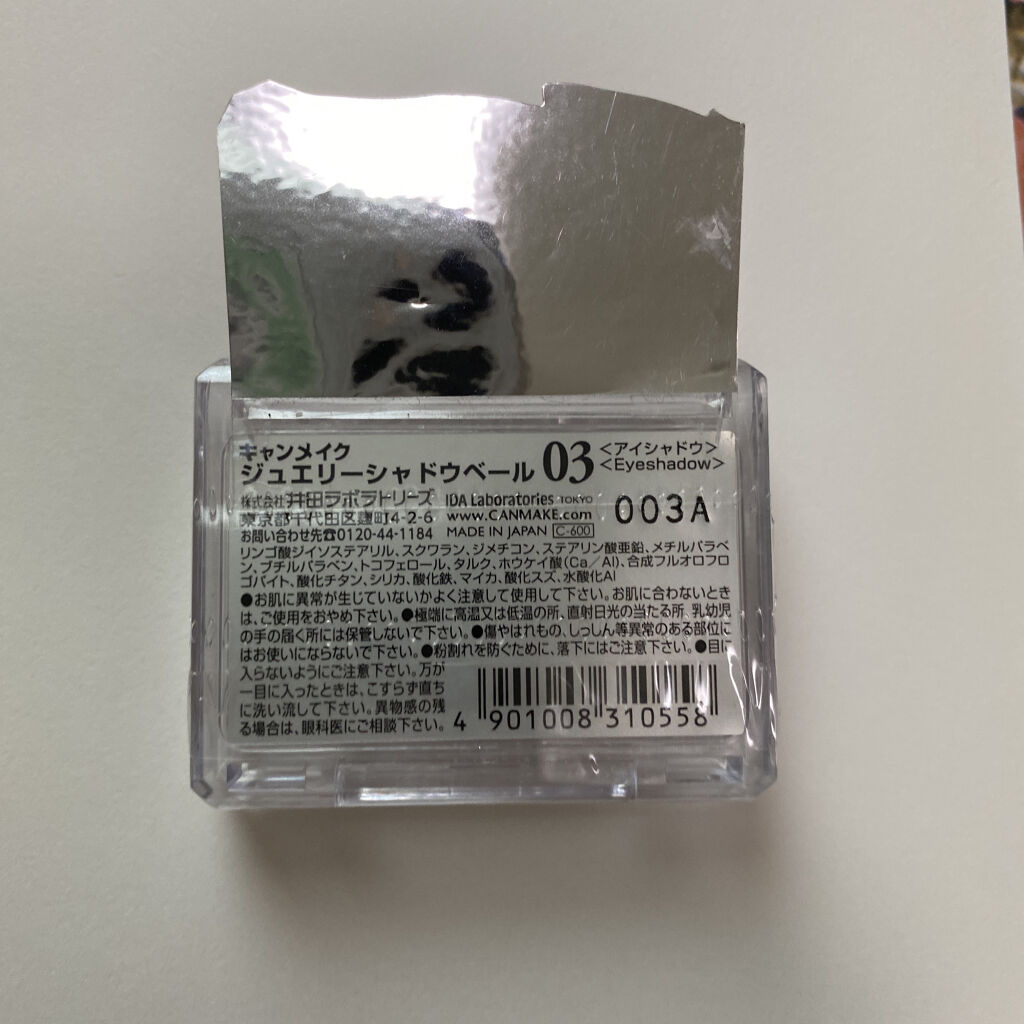 キャンメイク
ジュエリーシャドウベール 03 <アイシャドウ>
<Eyeshadow>
株式会社 井田ラボラトリーズ IDA Laboratories TOKYO
東京都千代田区麹町4-2-6 www.CANMAKE.com 003A
お問い合わせ先☎0120-44-1184 MADE IN JAPAN C-600
リンゴ酸ジイソステアリル、スクワラン、ジメチコン、ステアリン酸亜鉛、メチルパラベ
ン、ブチルパラベン、トコフェロール、タルク、ホウケイ酸(Ca/Al)、合成フルオロフロ
ゴパイト、酸化チタン、シリカ、酸化鉄、マイカ、酸化スズ、水酸化Al
●お肌に異常が生じていないかよく注意して使用して下さい。お肌に合わないとき
は、ご使用をおやめ下さい。●極端に高温又は低温の所、直射日光の当たる所、乳幼児
の手の届く所には保管しないで下さい。●傷やはれもの、しっしん等異常のある部位に
はお使いにならないで下さい。●粉割れを防ぐために、落下にはご注意下さい。●目に
入らないようにご注意下さい。万が
一目に入ったときは、こすらず直ち
に洗い流して下さい。異物感の残
る場合は、眼科医にご相談下さい。
4 901008 310558